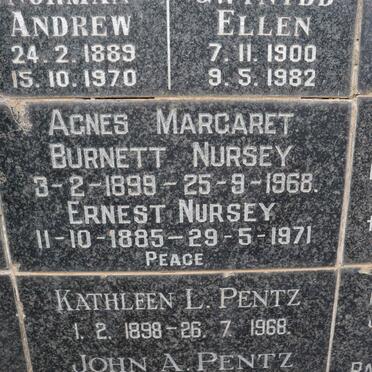 NORMAN
ANDREW
24.2.1889
15.10.1970
GWYNYDD
ELLEN
7.11.1900
9.5.1982
AGNES MARGARET
BURNETT NURSEY
3-2-1899-25-9-1968.
ERNEST NURSEY
11-10-1885-29-5-1971
PEACE
KATHLEEN L. PENTZ
1.2.1898-26.7.1968.
JOHN A. PENTZ